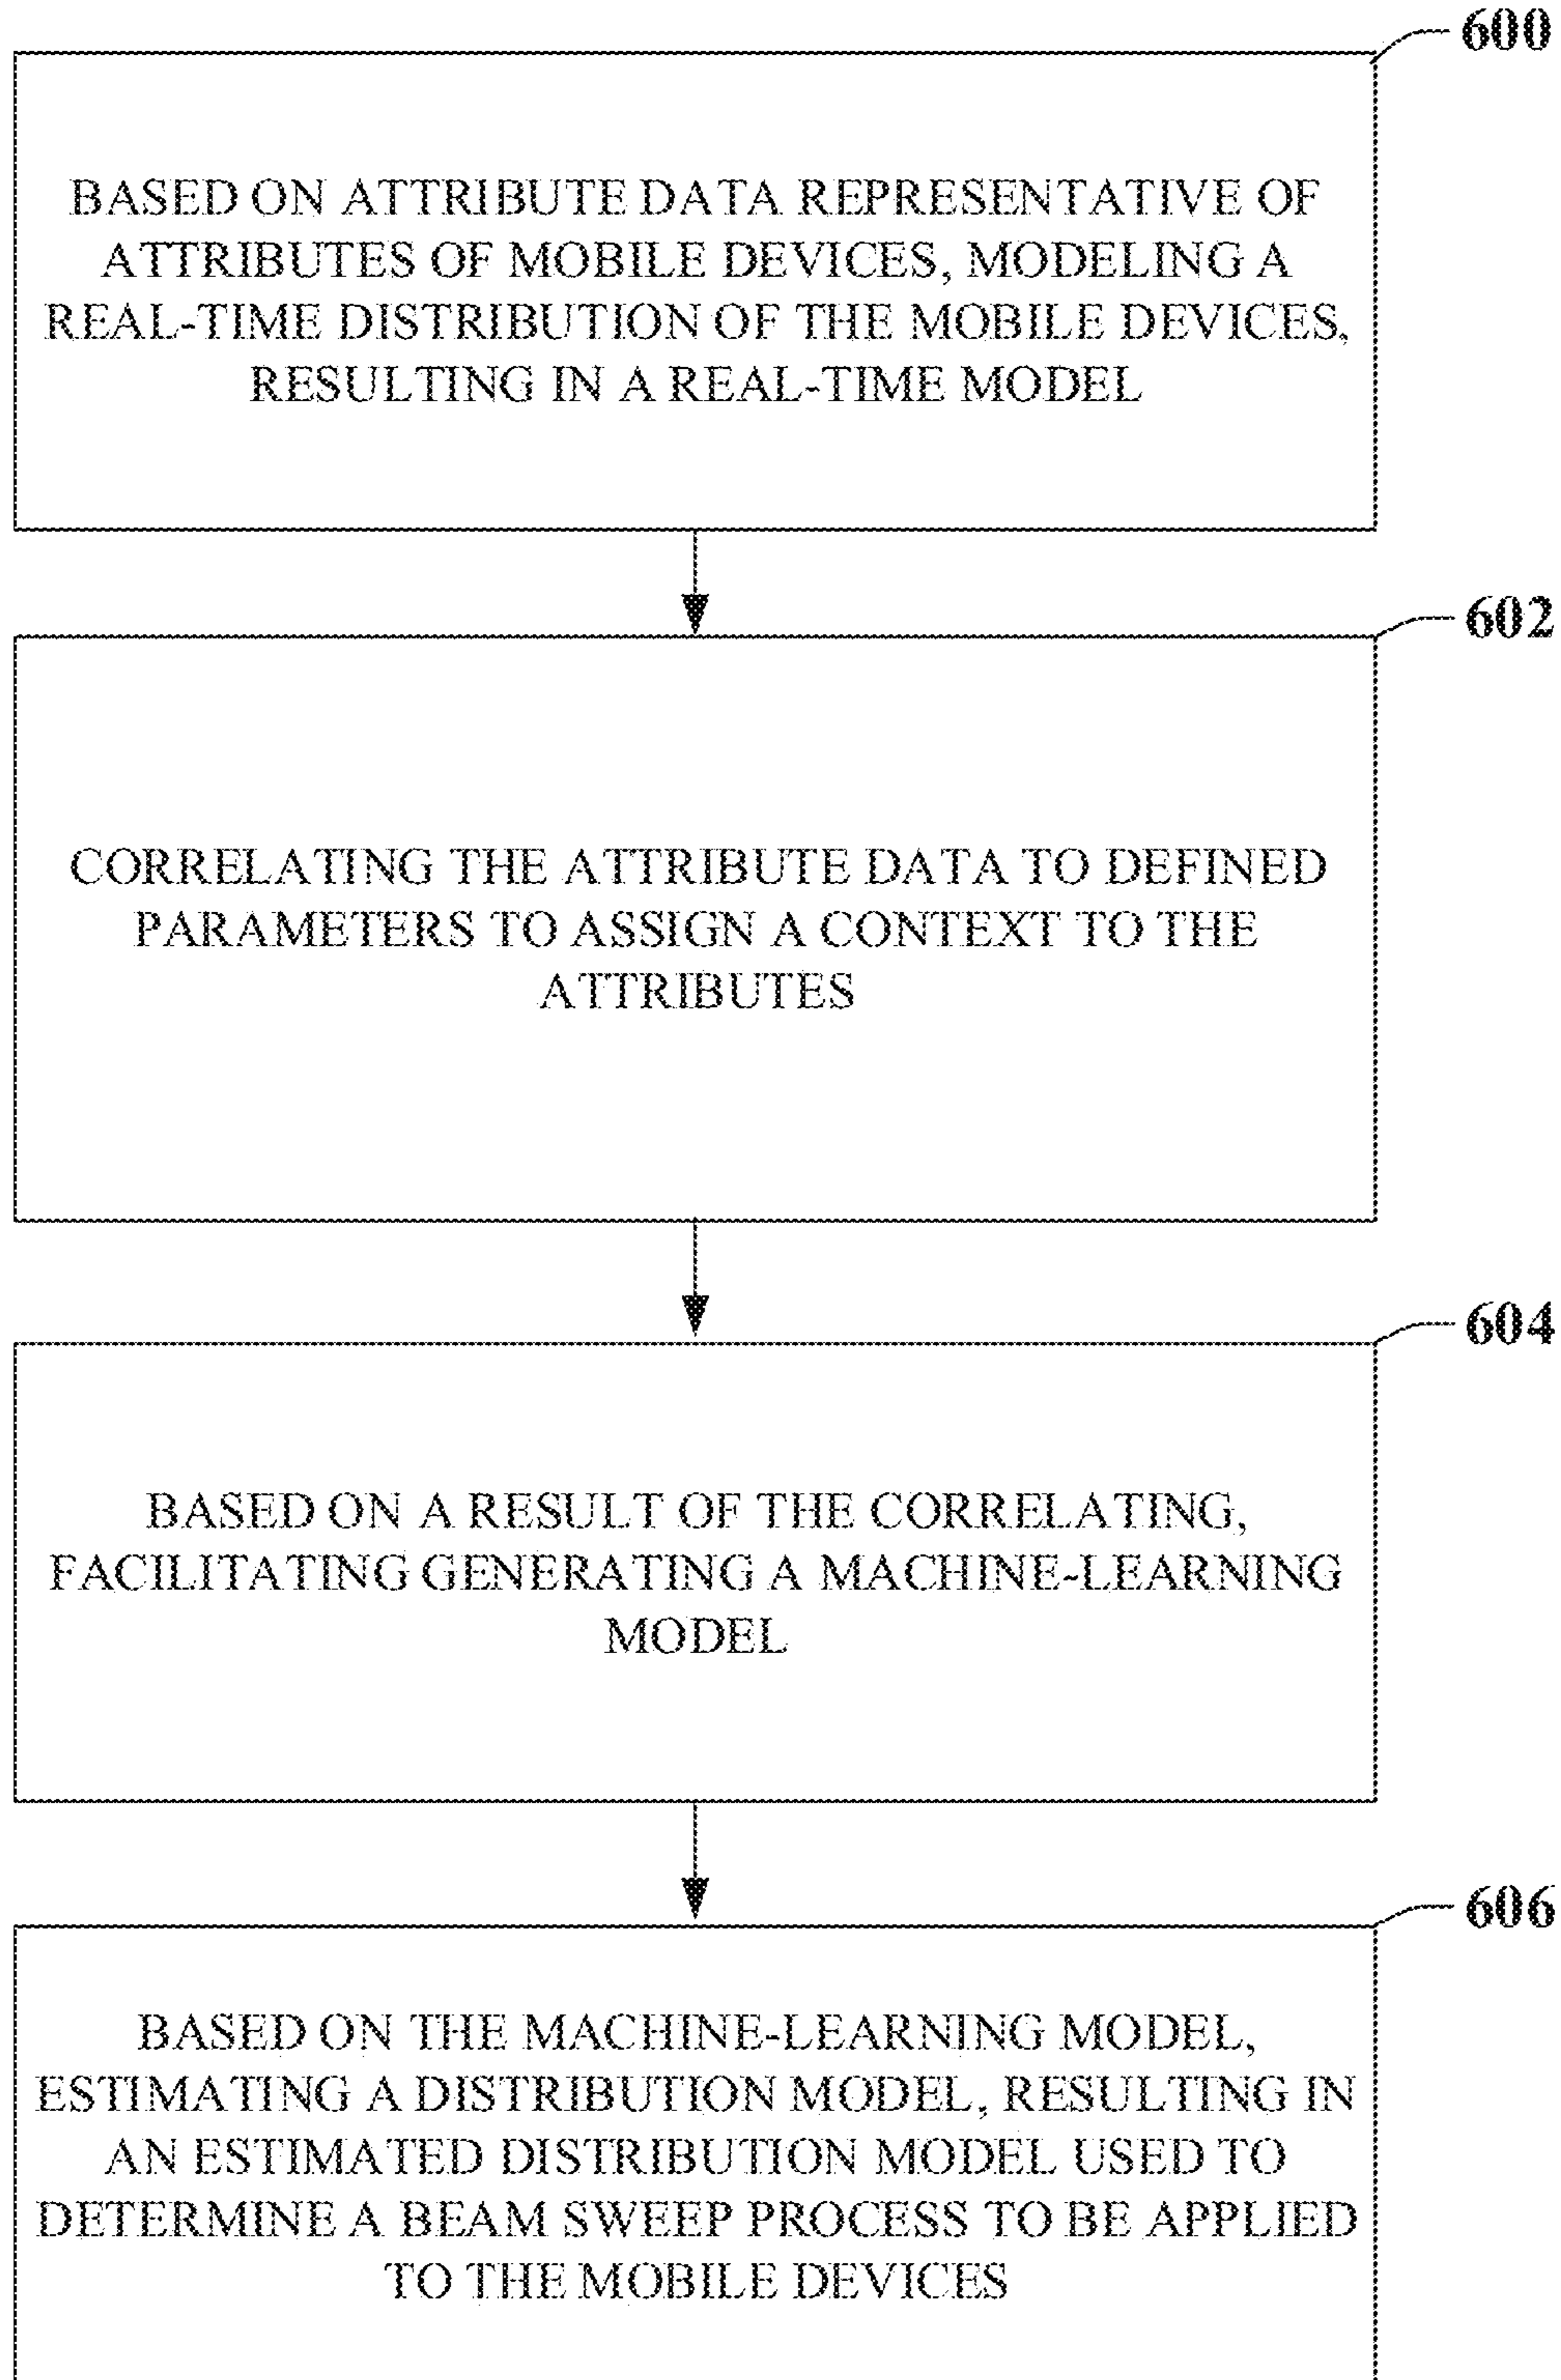 600
BASED ON ATTRIBUTE DATA REPRESENTATIVE OF
ATTRIBUTES OF MOBILE DEVICES, MODELING A
REAL-TIME DISTRIBUTION OF THE MOBILE DEVICES,
RESULTING IN A REAL-TIME MODEL
602
CORRELATING THE ATTRIBUTE DATA TO DEFINED
PARAMETERS TO ASSIGN A CONTEXT TO THE
ATTRIBUTES
604
BASED ON A RESULT OF THE CORRELATING,
FACILITATING GENERATING A MACHINE-LEARNING
MODEL
606
BASED ON THE MACHINE-LEARNING MODEL,
ESTIMATING A DISTRIBUTION MODEL, RESULTING IN
AN ESTIMATED DISTRIBUTION MODEL USED TO
DETERMINE A BEAM SWEEP PROCESS TO BE APPLIED
TO THE MOBILE DEVICES